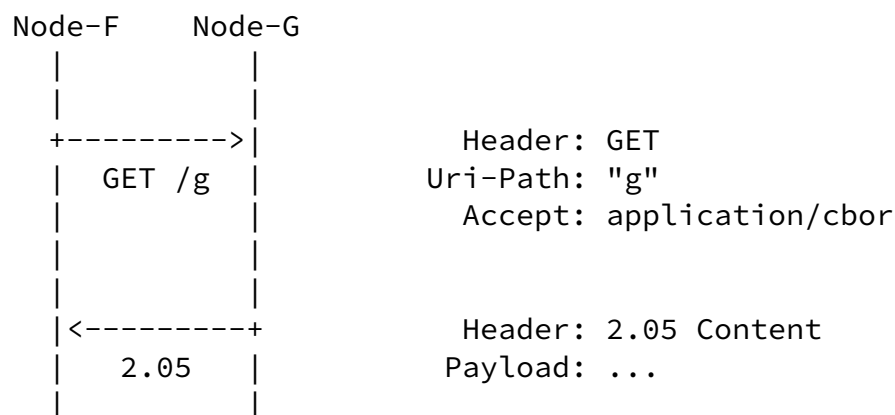 Node-F Node-G
| |
| |
+--------->| Header: GET
| GET /g | Uri-Path: "g"
| | Accept: application/cbor
| |
| |
|<---------+ Header: 2.05 Content
| 2.05 | Payload: ...
| |